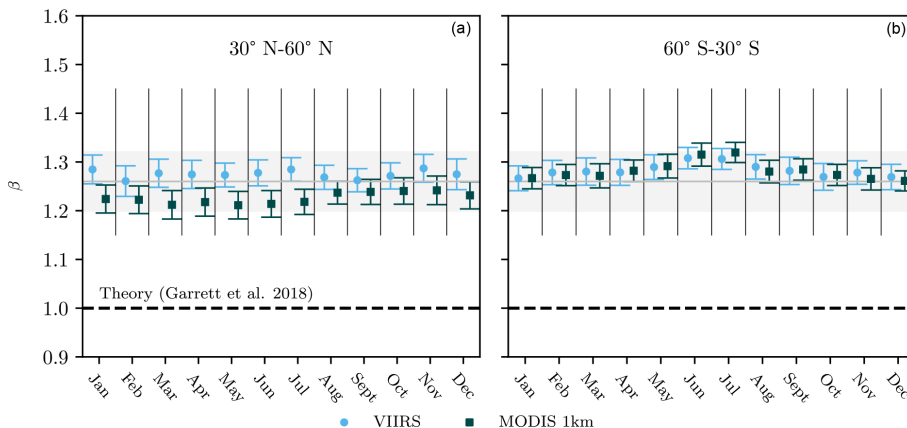 (a)
30° N-60° N
1.6
1.5
1.4
1.3
1.2
1.1
1.0
0.9
β
Theory (Garrett et al. 2018)
Jan Feb Mar Apr May Jun Jul Aug Sept Oct Nov Dec
(b)
60° S-30° S
Jan Feb Mar Apr May Jun Jul Aug Sept Oct Nov Dec
VIIRS MODIS 1km